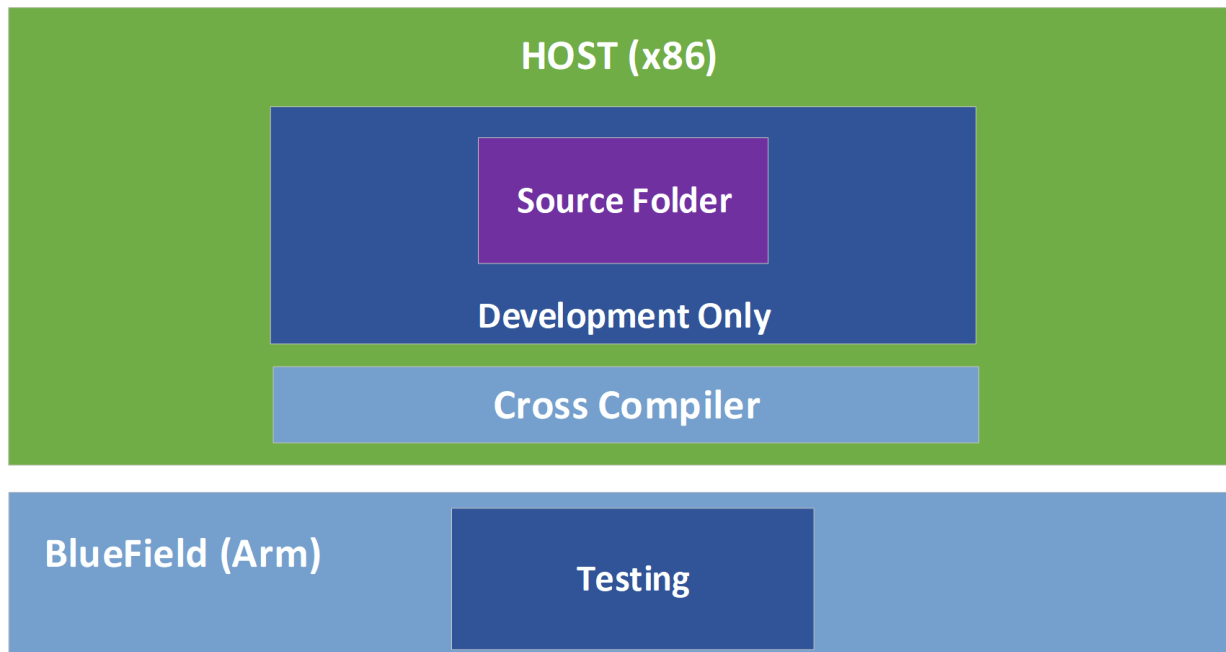 HOST (x86)
Source Folder
Development Only
Cross Compiler
BlueField (Arm)
Testing